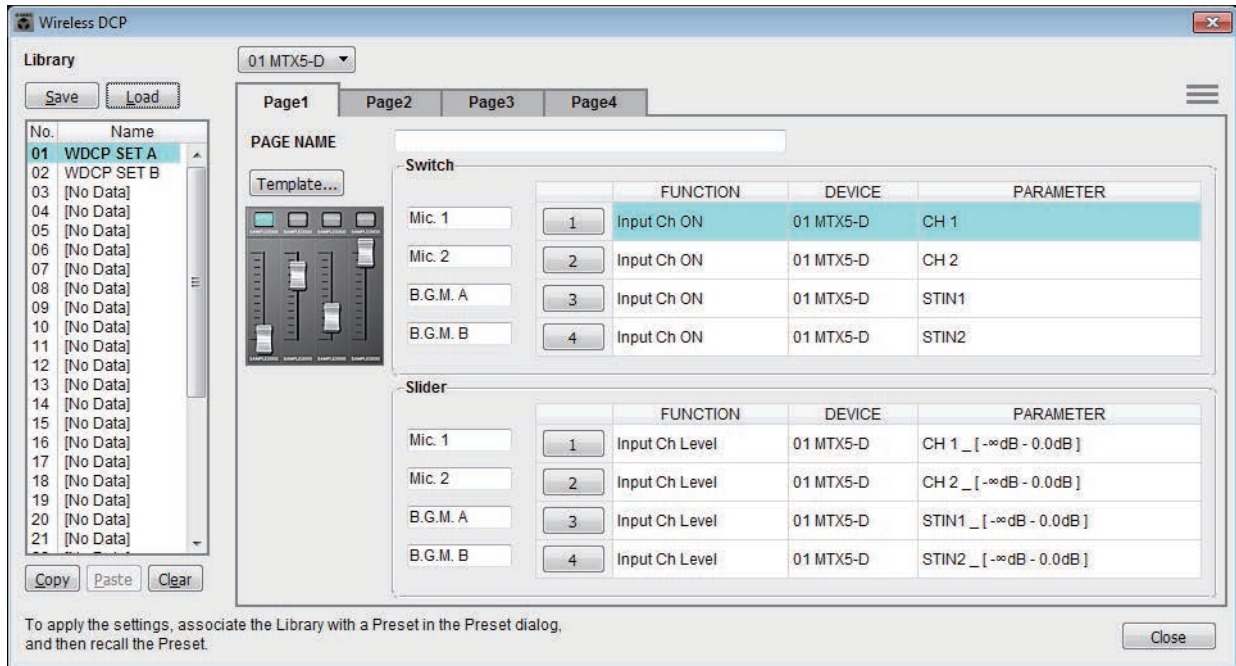 Wireless DCP
Library
01 MTX5-D
Save Load
Page1 Page2 Page3 Page4
No. Name
01 WDCP SET A
02 WDCP SET B
03 [No Data]
04 [No Data]
05 [No Data]
06 [No Data]
07 [No Data]
08 [No Data]
09 [No Data]
10 [No Data]
11 [No Data]
12 [No Data]
13 [No Data]
14 [No Data]
15 [No Data]
16 [No Data]
17 [No Data]
18 [No Data]
19 [No Data]
20 [No Data]
21 [No Data]
Copy Paste Clear
PAGE NAME
Template...
Switch
FUNCTION DEVICE PARAMETER
Mic. 1 1 Input Ch ON 01 MTX5-D CH 1
Mic. 2 2 Input Ch ON 01 MTX5-D CH 2
B.G.M. A 3 Input Ch ON 01 MTX5-D STIN1
B.G.M. B 4 Input Ch ON 01 MTX5-D STIN2
Slider
FUNCTION DEVICE PARAMETER
Mic. 1 1 Input Ch Level 01 MTX5-D CH 1 _ [ -∞dB - 0.0dB ]
Mic. 2 2 Input Ch Level 01 MTX5-D CH 2 _ [ -∞dB - 0.0dB ]
B.G.M. A 3 Input Ch Level 01 MTX5-D STIN1 _ [ -∞dB - 0.0dB ]
B.G.M. B 4 Input Ch Level 01 MTX5-D STIN2 _ [ -∞dB - 0.0dB ]
To apply the settings, associate the Library with a Preset in the Preset dialog,
and then recall the Preset.
Close